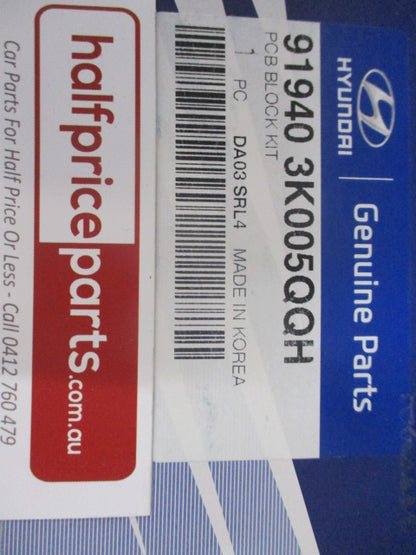 HYUNDAI
Genuine Parts
91940 3K005QQH
PCB BLOCK KIT
1 PC DA03 SRL4 MADE IN KOREA
halfpriceparts.com.au
Car Parts For Half Price Or Less - Call 0412 760 479